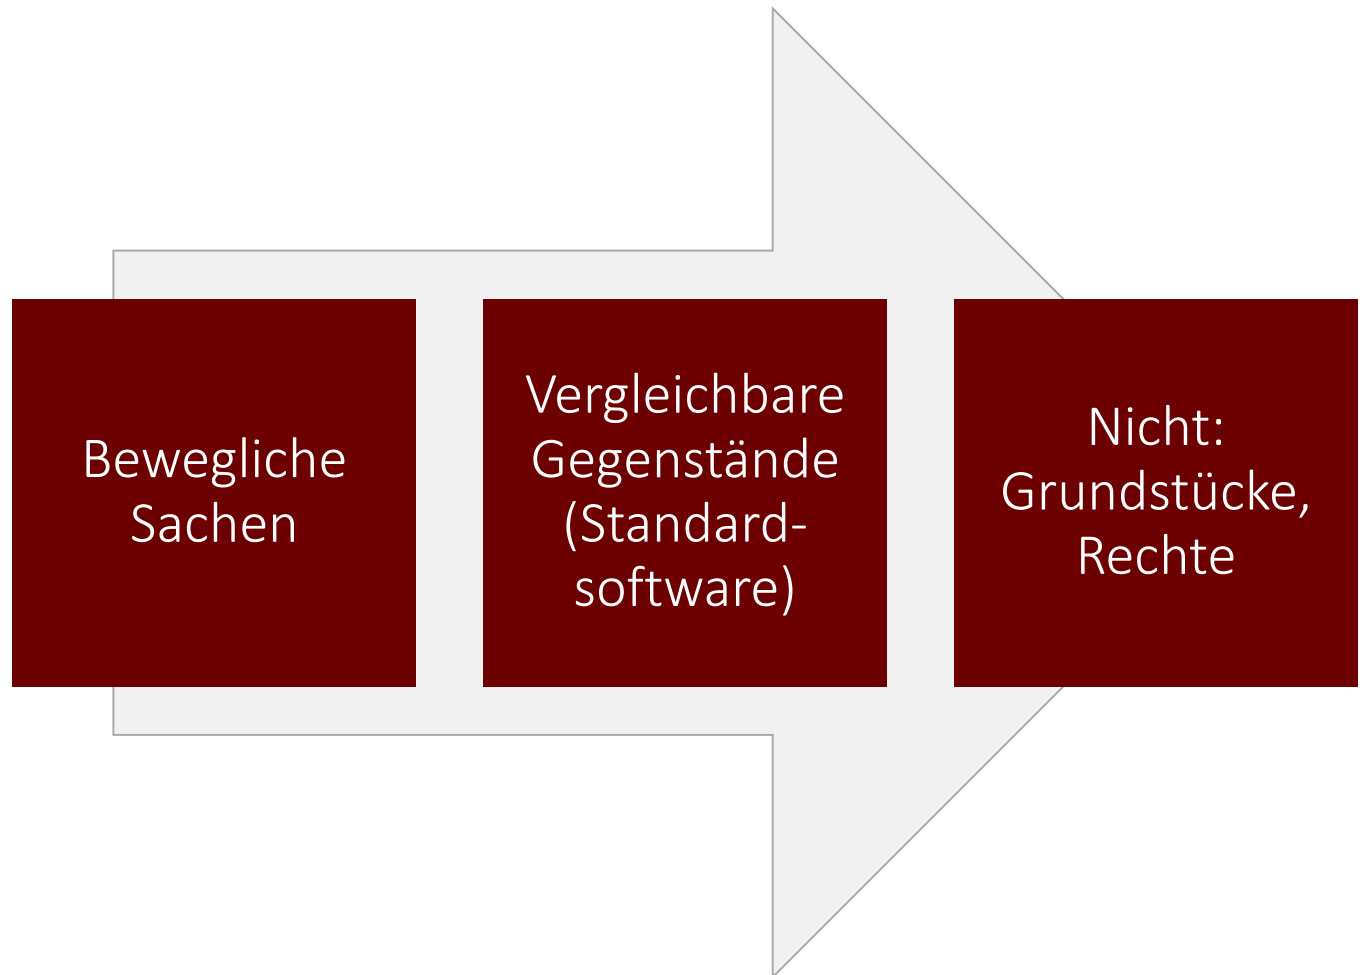 Bewegliche
Sachen
Vergleichbare
Gegenstände
(Standard-
software)
Nicht:
Grundstücke,
Rechte